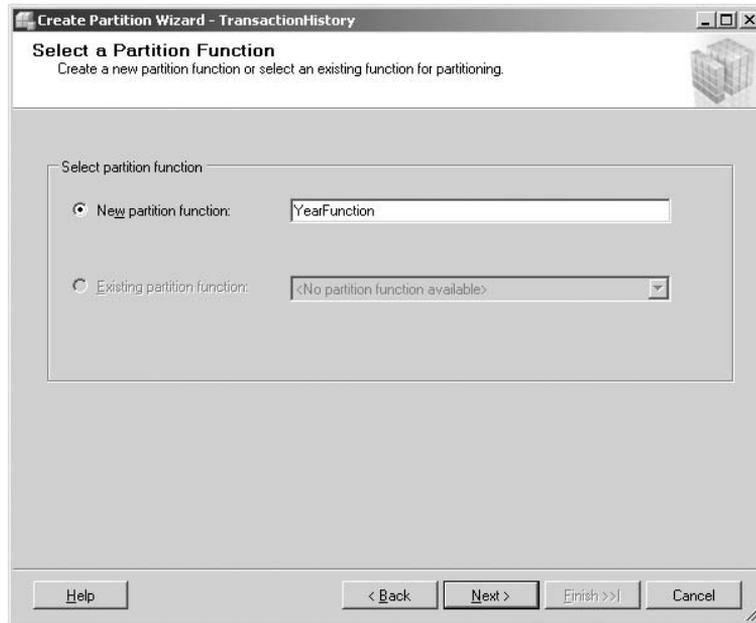 Create Partition Wizard - TransactionHistory
Select a Partition Function
Create a new partition function or select an existing function for partitioning.
Select partition function
New partition function:
YearFunction
Existing partition function:
<No partition function available>
Help
< Back
Next >
Finish >>|
Cancel